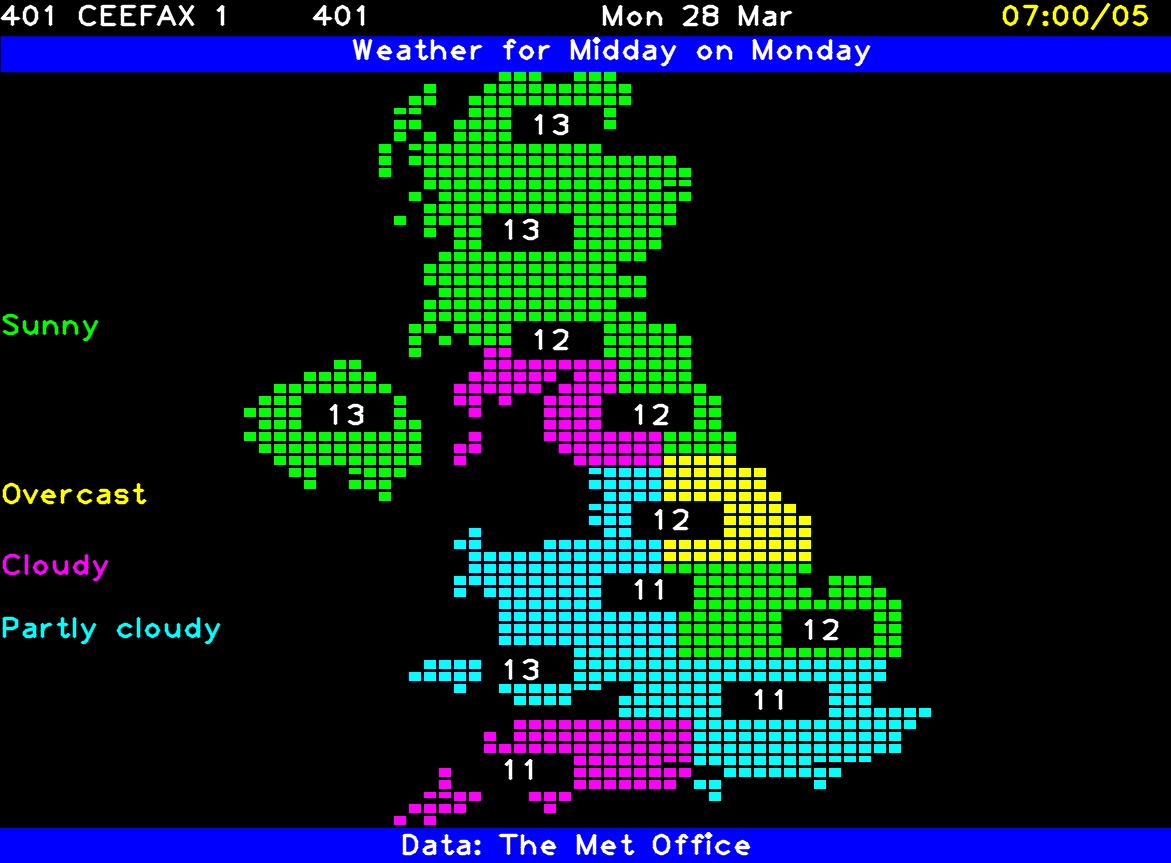 401 CEEFAX 1 401 Mon 28 Mar 07:00/05
Weather for Midday on Monday
13
13
Sunny
12
13 12
Overcast
12
Cloudy
11
Partly cloudy 12
13
11
11
Data: The Met Office